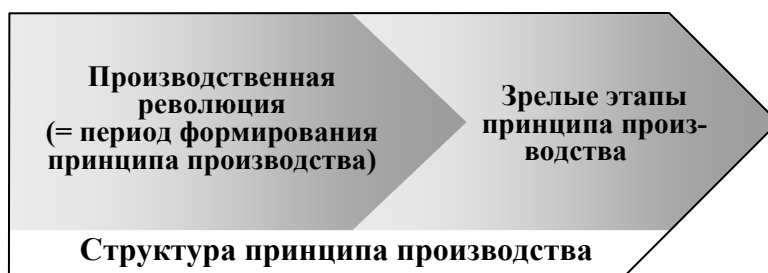 Производственная
революция
(= период формирования
принципа производства)
Зрелые этапы
принципа произ-
водства
Структура принципа производства